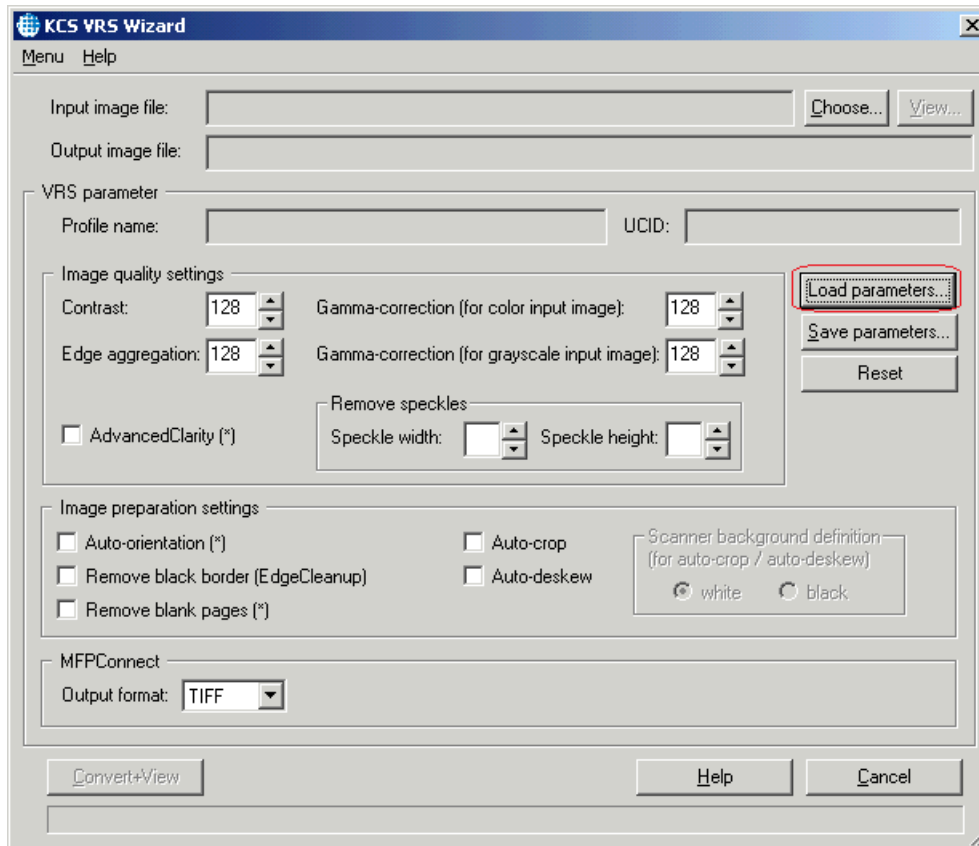 KCS VRS Wizard
Menu Help
Input image file: Choose... View...
Output image file:
VRS parameter
Profile name: UCID:
Image quality settings
Load parameters...
Contrast: 128 Gamma-correction (for color input image): 128
Save parameters...
Edge aggregation: 128 Gamma-correction (for grayscale input image): 128
Reset
Remove speckles
AdvancedClarity (*) Speckle width: Speckle height:
Image preparation settings
Auto-orientation (*) Auto-crop
Scanner background definition
(for auto-crop / auto-deskew)
Remove black border (EdgeCleanup) Auto-deskew
white black
Remove blank pages (*)
MFPConnect
Output format: TIFF
Convert+View Help Cancel